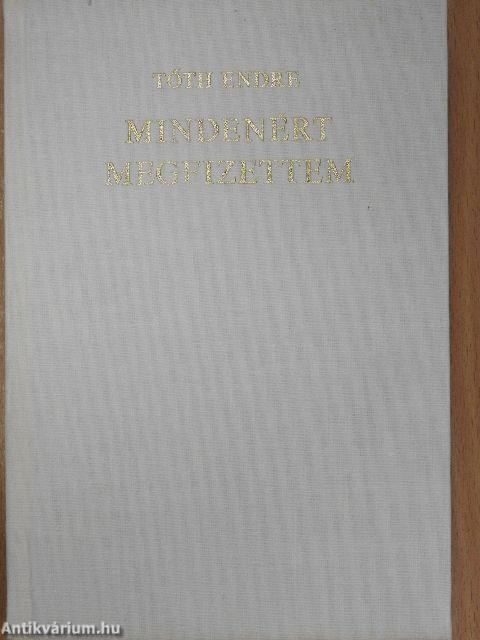 TÓTH ENDRE
MINDENÉRT
MEGFIZETTEM
Antikvárium.hu